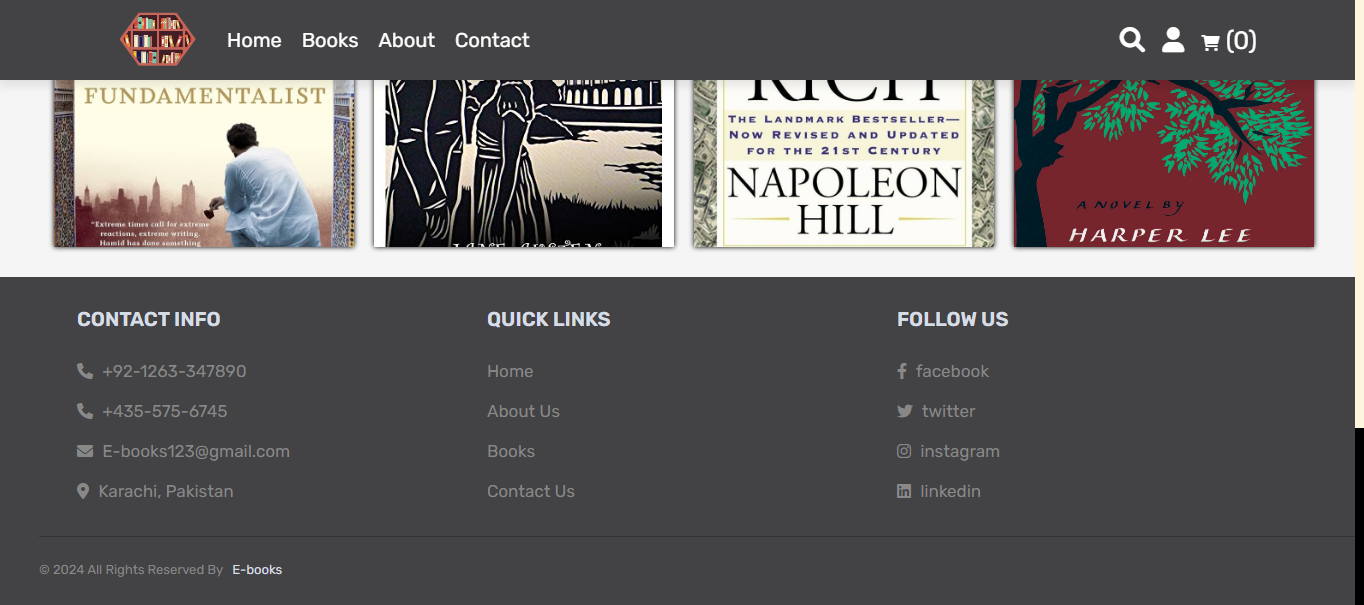 Home Books About Contact (0)
FUNDAMENTALIST
"Extreme times call for extreme
reactions, extreme writing.
Hamid has done something
JANE AUSTEN
RICH
THE LANDMARK BESTSELLER—
NOW REVISED AND UPDATED
FOR THE 21ST CENTURY
NAPOLEON
HILL
A NOVEL BY
HARPER LEE
CONTACT INFO
+92-1263-347890
+435-575-6745
E-books123@gmail.com
Karachi, Pakistan
QUICK LINKS
Home
About Us
Books
Contact Us
FOLLOW US
facebook
twitter
instagram
linkedin
© 2024 All Rights Reserved By E-books